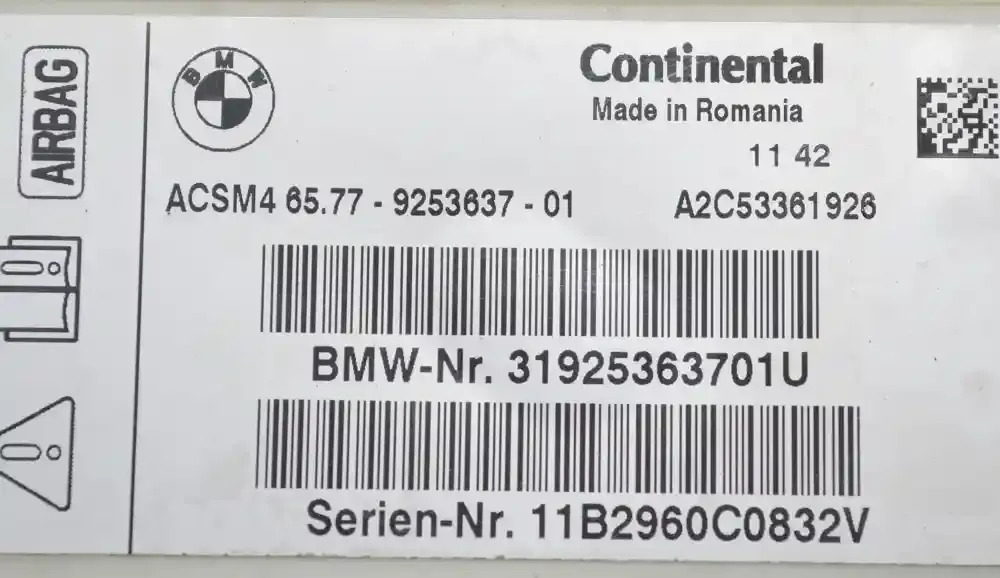 AIRBAG
BMW
Continental
Made in Romania
11 42
ACSM4 65.77 - 9253637 - 01 A2C53361926
BMW-Nr. 31925363701U
Serien-Nr. 11B2960C0832V